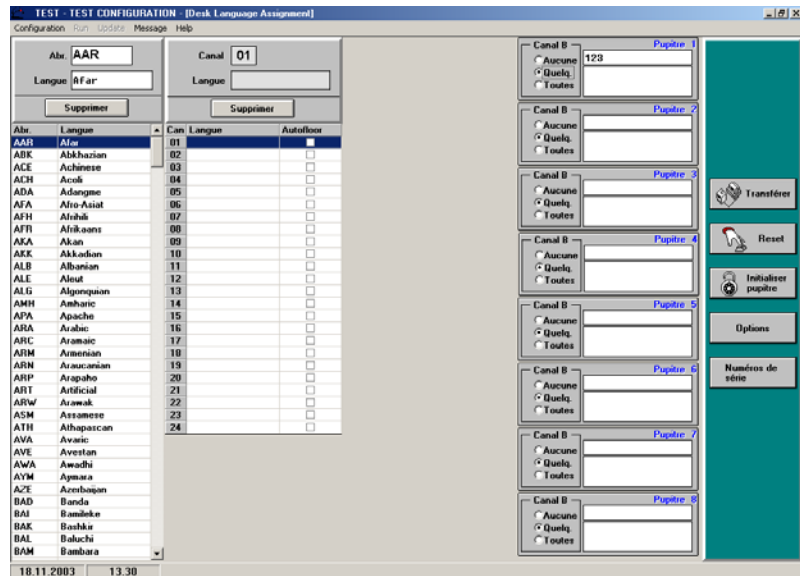 TEST - TEST CONFIGURATION - [Desk Language Assignment]
Configuration Run Update Message Help
Abr. AAR
Langue Afar
Supprimer
Canal 01
Langue
Supprimer
Abr. Langue
AAR Afar
ABK Abkhazian
ACE Achinese
ACH Acoli
ADA Adangme
AFA Afro-Asiat
AFH Afrihili
AFR Afrikaans
AKA Akan
AKK Akkadian
ALB Albanian
ALE Aleut
ALG Algonquian
AMH Amharic
APA Apache
ARA Arabic
ARC Aramaic
ARM Armenian
ARN Araucanian
ARP Arapaho
ART Artificial
ARW Arawak
ASM Assamese
ATH Athapascan
AVA Avaric
AVE Avestan
AWA Awadhi
AYM Aymara
AZE Azerbaijan
BAD Banda
BAI Bamileke
BAK Bashkir
BAL Baluchi
BAM Bambara
Can Langue Autofloor
01
02
03
04
05
06
07
08
09
10
11
12
13
14
15
16
17
18
19
20
21
22
23
24
Canal B Pupitre 1
Aucune 123
Quelq.
Toutes
Canal B Pupitre 2
Aucune
Quelq.
Toutes
Canal B Pupitre 3
Aucune
Quelq.
Toutes
Canal B Pupitre 4
Aucune
Quelq.
Toutes
Canal B Pupitre 5
Aucune
Quelq.
Toutes
Canal B Pupitre 6
Aucune
Quelq.
Toutes
Canal B Pupitre 7
Aucune
Quelq.
Toutes
Canal B Pupitre 8
Aucune
Quelq.
Toutes
Transférer
Reset
Initialiser
pupitre
Options
Numéros de
série
18.11.2003 13.30